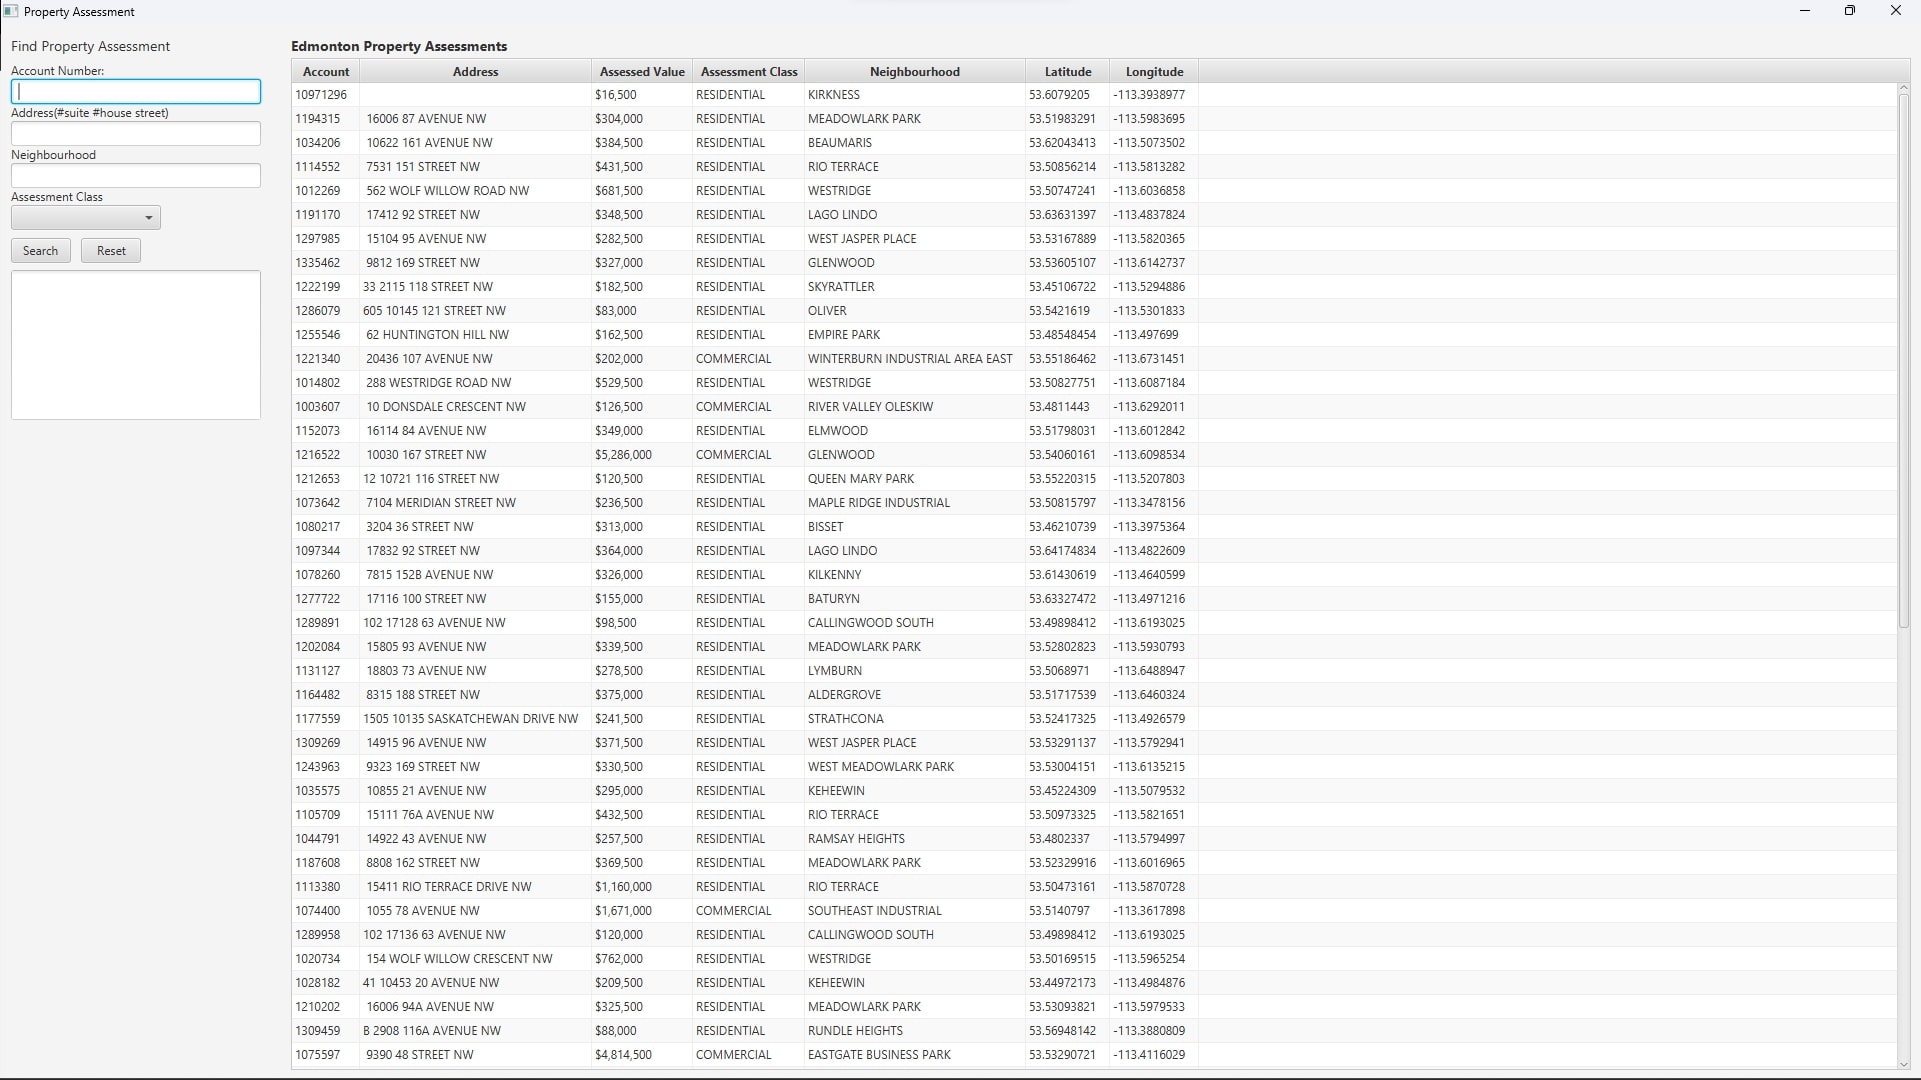 Property Assessment
Find Property Assessment
Account Number:
Address(#suite #house street)
Neighbourhood
Assessment Class
Search Reset
Edmonton Property Assessments
Account Address Assessed Value Assessment Class Neighbourhood Latitude Longitude
10971296 $16,500 RESIDENTIAL KIRKNESS 53.6079205 -113.3938977
1194315 16006 87 AVENUE NW $304,000 RESIDENTIAL MEADOWLARK PARK 53.51983291 -113.5983695
1034206 10622 161 AVENUE NW $384,500 RESIDENTIAL BEAUMARIS 53.62043413 -113.5073502
1114552 7531 151 STREET NW $431,500 RESIDENTIAL RIO TERRACE 53.50856214 -113.5813282
1012269 562 WOLF WILLOW ROAD NW $681,500 RESIDENTIAL WESTRIDGE 53.50747241 -113.6036858
1191170 17412 92 STREET NW $348,500 RESIDENTIAL LAGO LINDO 53.63631397 -113.4837824
1297985 15104 95 AVENUE NW $282,500 RESIDENTIAL WEST JASPER PLACE 53.53167889 -113.5820365
1335462 9812 169 STREET NW $327,000 RESIDENTIAL GLENWOOD 53.53605107 -113.6142737
1222199 33 2115 118 STREET NW $182,500 RESIDENTIAL SKYRATTLER 53.45106722 -113.5294886
1286079 605 10145 121 STREET NW $83,000 RESIDENTIAL OLIVER 53.5421619 -113.5301833
1255546 62 HUNTINGTON HILL NW $162,500 RESIDENTIAL EMPIRE PARK 53.48548454 -113.497699
1221340 20436 107 AVENUE NW $202,000 COMMERCIAL WINTERBURN INDUSTRIAL AREA EAST 53.55186462 -113.6731451
1014802 288 WESTRIDGE ROAD NW $529,500 RESIDENTIAL WESTRIDGE 53.50827751 -113.6087184
1003607 10 DONSDALE CRESCENT NW $126,500 COMMERCIAL RIVER VALLEY OLESKIW 53.4811443 -113.6292011
1152073 16114 84 AVENUE NW $349,000 RESIDENTIAL ELMWOOD 53.51798031 -113.6012842
1216522 10030 167 STREET NW $5,286,000 COMMERCIAL GLENWOOD 53.54060161 -113.6098534
1212653 12 10721 116 STREET NW $120,500 RESIDENTIAL QUEEN MARY PARK 53.55220315 -113.5207803
1073642 7104 MERIDIAN STREET NW $236,500 RESIDENTIAL MAPLE RIDGE INDUSTRIAL 53.50815797 -113.3478156
1080217 3204 36 STREET NW $313,000 RESIDENTIAL BISSET 53.46210739 -113.3975364
1097344 17832 92 STREET NW $364,000 RESIDENTIAL LAGO LINDO 53.64174834 -113.4822609
1078260 7815 152B AVENUE NW $326,000 RESIDENTIAL KILKENNY 53.61430619 -113.4640599
1277722 17116 100 STREET NW $155,000 RESIDENTIAL BATURYN 53.63327472 -113.4971216
1289891 102 17128 63 AVENUE NW $98,500 RESIDENTIAL CALLINGWOOD SOUTH 53.49898412 -113.6193025
1202084 15805 93 AVENUE NW $339,500 RESIDENTIAL MEADOWLARK PARK 53.52802823 -113.5930793
1131127 18803 73 AVENUE NW $278,500 RESIDENTIAL LYMBURN 53.5068971 -113.6488947
1164482 8315 188 STREET NW $375,000 RESIDENTIAL ALDERGROVE 53.51717539 -113.6460324
1177559 1505 10135 SASKATCHEWAN DRIVE NW $241,500 RESIDENTIAL STRATHCONA 53.52417325 -113.4926579
1309269 14915 96 AVENUE NW $371,500 RESIDENTIAL WEST JASPER PLACE 53.53291137 -113.5792941
1243963 9323 169 STREET NW $330,500 RESIDENTIAL WEST MEADOWLARK PARK 53.53004151 -113.6135215
1035575 10855 21 AVENUE NW $295,000 RESIDENTIAL KEHEEWIN 53.45224309 -113.5079532
1105709 15111 76A AVENUE NW $432,500 RESIDENTIAL RIO TERRACE 53.50973325 -113.5821651
1044791 14922 43 AVENUE NW $257,500 RESIDENTIAL RAMSAY HEIGHTS 53.4802337 -113.5794997
1187608 8808 162 STREET NW $369,500 RESIDENTIAL MEADOWLARK PARK 53.52329916 -113.6016965
1113380 15411 RIO TERRACE DRIVE NW $1,160,000 RESIDENTIAL RIO TERRACE 53.50473161 -113.5870728
1074400 1055 78 AVENUE NW $1,671,000 COMMERCIAL SOUTHEAST INDUSTRIAL 53.5140797 -113.3617898
1289958 102 17136 63 AVENUE NW $120,000 RESIDENTIAL CALLINGWOOD SOUTH 53.49898412 -113.6193025
1020734 154 WOLF WILLOW CRESCENT NW $762,000 RESIDENTIAL WESTRIDGE 53.50169515 -113.5965254
1028182 41 10453 20 AVENUE NW $209,500 RESIDENTIAL KEHEEWIN 53.44972173 -113.4984876
1210202 16006 94A AVENUE NW $325,500 RESIDENTIAL MEADOWLARK PARK 53.53093821 -113.5979533
1309459 B 2908 116A AVENUE NW $88,000 RESIDENTIAL RUNDLE HEIGHTS 53.56948142 -113.3880809
1075597 9390 48 STREET NW $4,814,500 COMMERCIAL EASTGATE BUSINESS PARK 53.53290721 -113.4116029